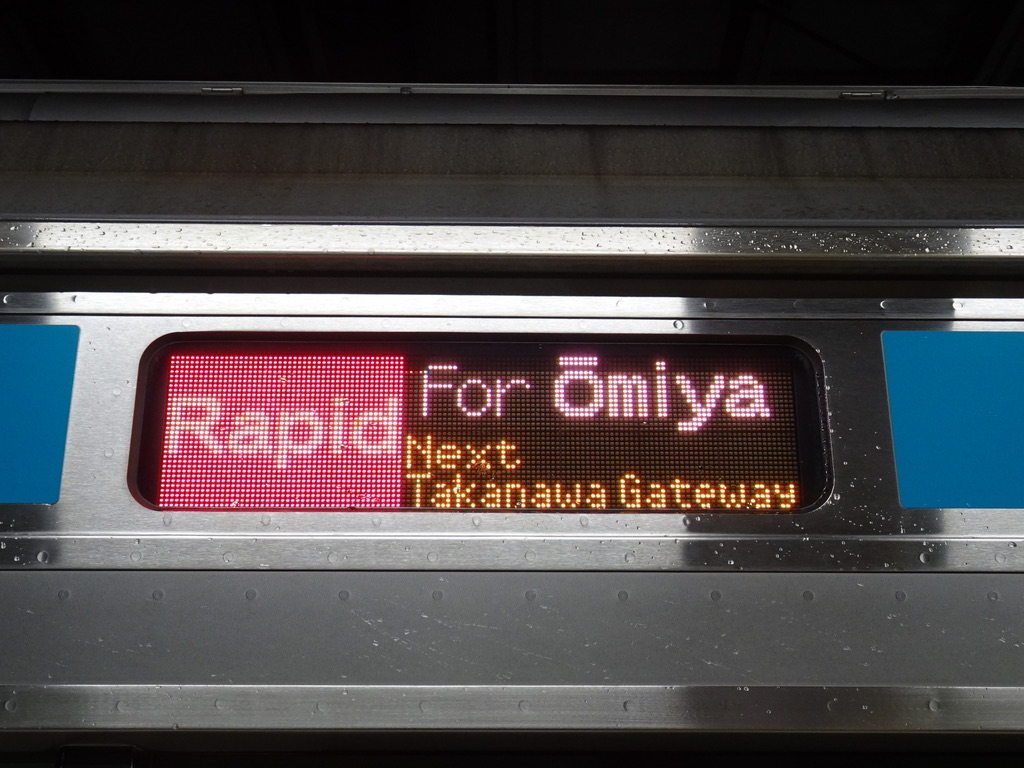 Rapid
For Ōmiya
Next
Takanawa Gateway